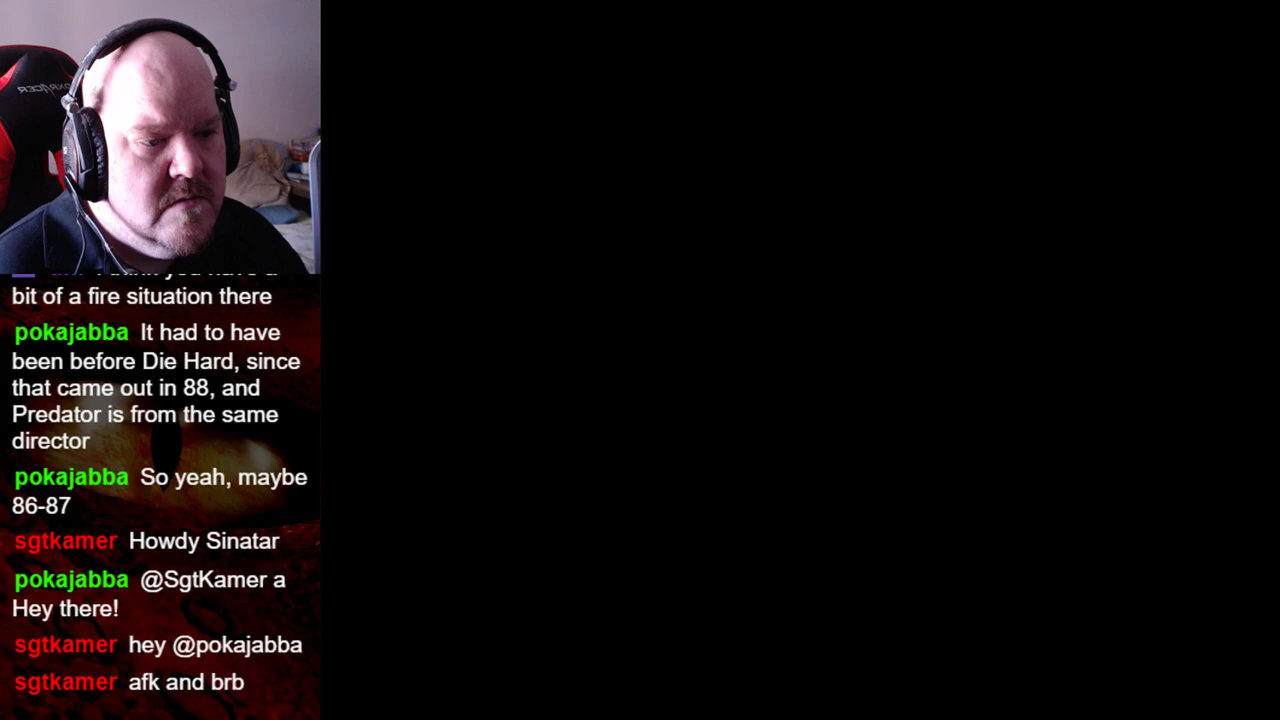 bit of a fire situation there
pokajabba It had to have
been before Die Hard, since
that came out in 88, and
Predator is from the same
director
pokajabba So yeah, maybe
86-87
sgtkamer Howdy Sinatar
pokajabba @SgtKamer a
Hey there!
sgtkamer hey @pokajabba
sgtkamer afk and brb